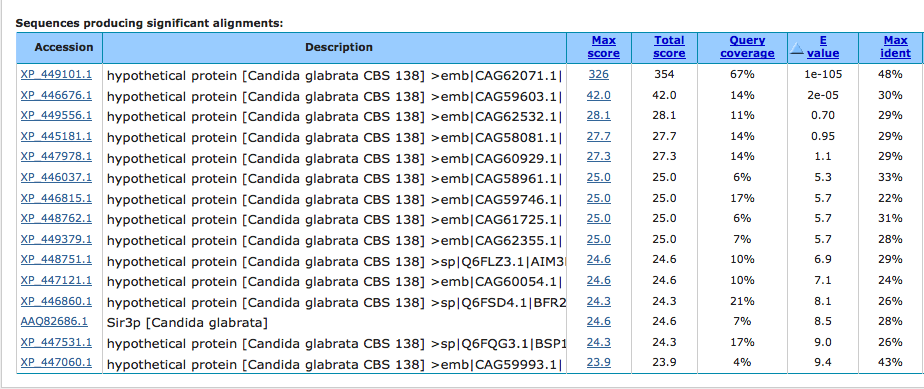 Sequences producing significant alignments:
Accession Description Max score Total score Query coverage E value Max ident
XP_449101.1 hypothetical protein [Candida glabrata CBS 138] >emb|CAG62071.1| 326 354 67% 1e-105 48%
XP_446676.1 hypothetical protein [Candida glabrata CBS 138] >emb|CAG59603.1| 42.0 42.0 14% 2e-05 30%
XP_449556.1 hypothetical protein [Candida glabrata CBS 138] >emb|CAG62532.1| 28.1 28.1 11% 0.70 29%
XP_445181.1 hypothetical protein [Candida glabrata CBS 138] >emb|CAG58081.1| 27.7 27.7 14% 0.95 29%
XP_447978.1 hypothetical protein [Candida glabrata CBS 138] >emb|CAG60929.1| 27.3 27.3 14% 1.1 29%
XP_446037.1 hypothetical protein [Candida glabrata CBS 138] >emb|CAG58961.1| 25.0 25.0 6% 5.3 33%
XP_446815.1 hypothetical protein [Candida glabrata CBS 138] >emb|CAG59746.1| 25.0 25.0 17% 5.7 22%
XP_448762.1 hypothetical protein [Candida glabrata CBS 138] >emb|CAG61725.1| 25.0 25.0 6% 5.7 31%
XP_449379.1 hypothetical protein [Candida glabrata CBS 138] >emb|CAG62355.1| 25.0 25.0 7% 5.7 28%
XP_448751.1 hypothetical protein [Candida glabrata CBS 138] >sp|Q6FLZ3.1|AIM3 24.6 24.6 10% 6.9 29%
XP_447121.1 hypothetical protein [Candida glabrata CBS 138] >emb|CAG60054.1| 24.6 24.6 10% 7.1 24%
XP_446860.1 hypothetical protein [Candida glabrata CBS 138] >sp|Q6FSD4.1|BFR2 24.3 24.3 21% 8.1 26%
AAQ82686.1 Sir3p [Candida glabrata] 24.6 24.6 7% 8.5 28%
XP_447531.1 hypothetical protein [Candida glabrata CBS 138] >sp|Q6FQG3.1|BSP1 24.3 24.3 17% 9.0 26%
XP_447060.1 hypothetical protein [Candida glabrata CBS 138] >emb|CAG59993.1| 23.9 23.9 4% 9.4 43%